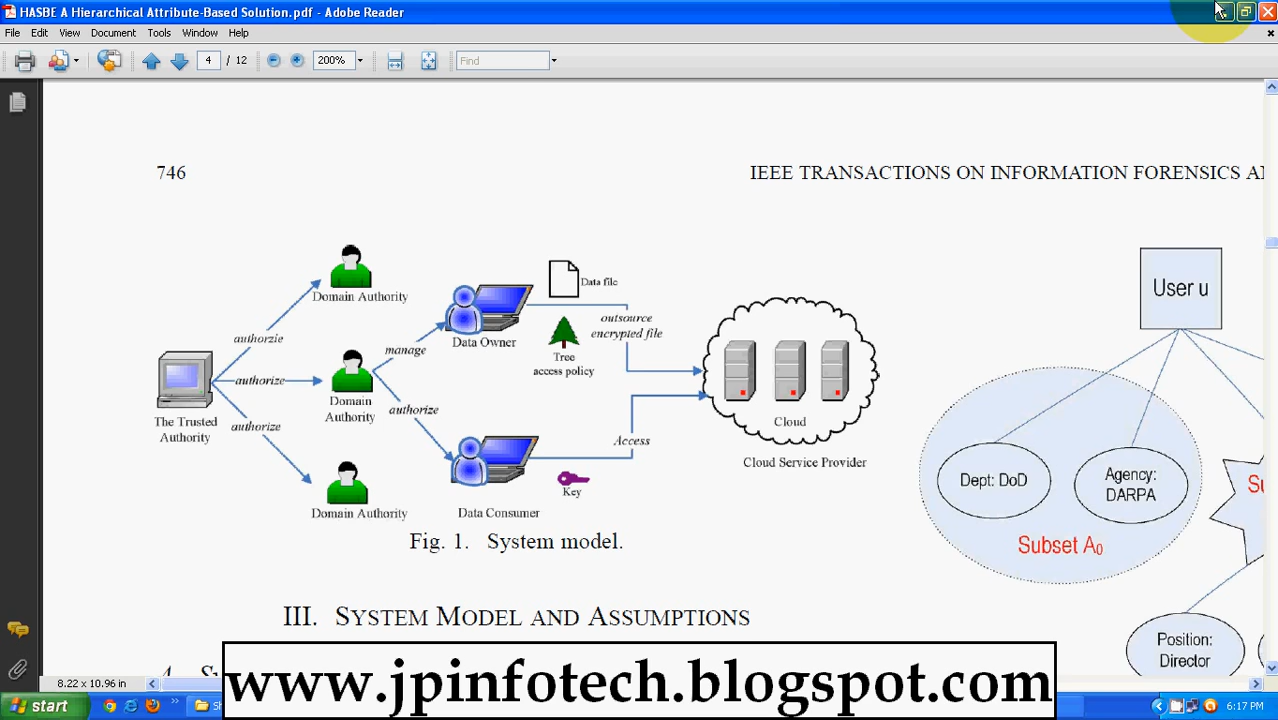 HASBE A Hierarchical Attribute-Based Solution.pdf - Adobe Reader
File Edit View Document Tools Window Help
4 / 12 200% Find
746
IEEE TRANSACTIONS ON INFORMATION FORENSICS AN
Domain Authority
Data file
User u
authorzie
outsource
encrypted file
manage
Data Owner
Tree
access policy
authorize
Domain
Authority
authorize
The Trusted
Authority
authorize
Cloud
Access
Cloud Service Provider
Key
Domain Authority
Data Consumer
Dept: DoD
Agency:
DARPA
Subset A0
Fig. 1. System model.
III. SYSTEM MODEL AND ASSUMPTIONS
Position:
Director
www.jpinfotech.blogspot.com
8.22 x 10.96 in
start
6:17 PM